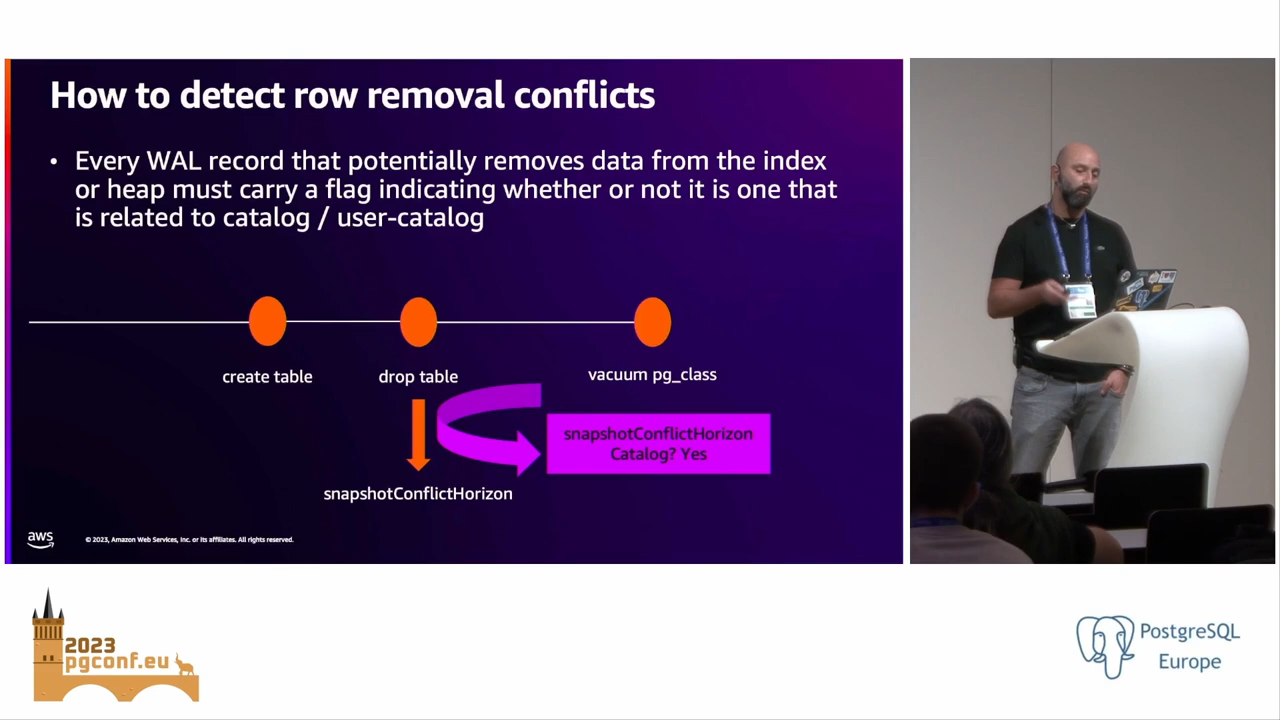 How to detect row removal conflicts
• Every WAL record that potentially removes data from the index
or heap must carry a flag indicating whether or not it is one that
is related to catalog / user-catalog
create table
drop table
vacuum pg_class
snapshotConflictHorizon
Catalog? Yes
snapshotConflictHorizon
aws
© 2023, Amazon Web Services, Inc. or its affiliates. All rights reserved.
2023
pgconf.eu
PostgreSQL
Europe